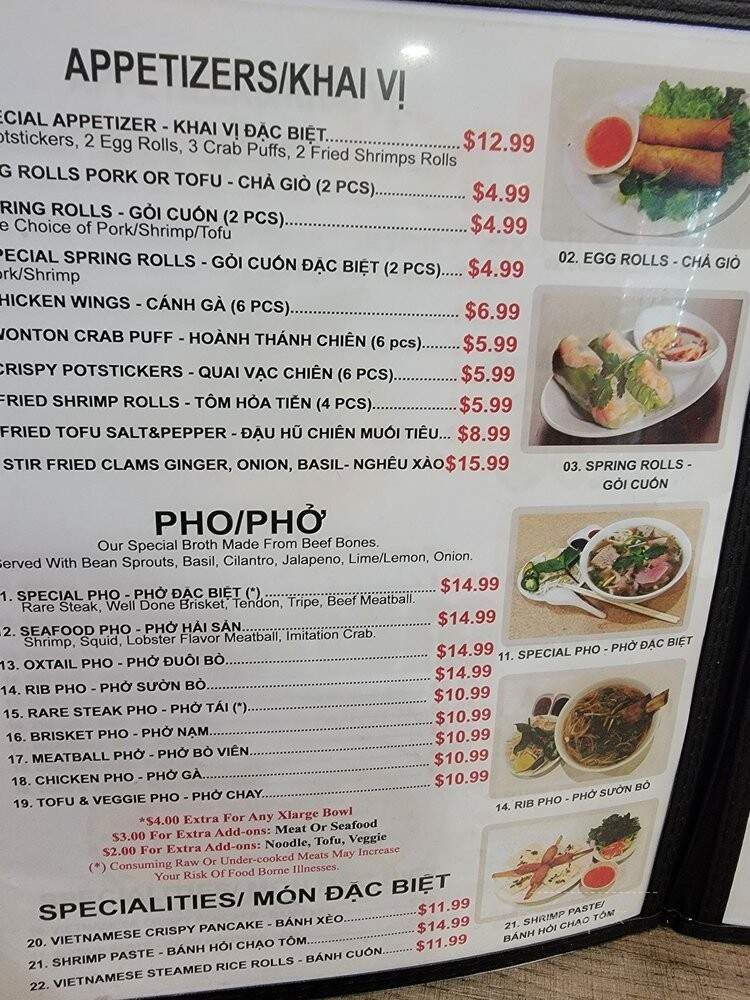 APPETIZERS/KHAI VỊ
ECIAL APPETIZER - KHAI VỊ ĐẶC BIỆT............ $12.99
otstickers, 2 Egg Rolls, 3 Crab Puffs, 2 Fried Shrimps Rolls
G ROLLS PORK OR TOFU - CHẢ GIÒ (2 PCS)............ $4.99
RING ROLLS - GỎI CUỐN (2 PCS)............ $4.99
e Choice of Pork/Shrimp/Tofu
PECIAL SPRING ROLLS - GỎI CUỐN ĐẶC BIỆT (2 PCS)..... $4.99
ork/Shrimp
HICKEN WINGS - CÁNH GÀ (6 PCS)............ $6.99
WONTON CRAB PUFF - HOÀNH THÁNH CHIÊN (6 pcs)......... $5.99
CRISPY POTSTICKERS - QUAI VẠC CHIÊN (6 PCS)............ $5.99
FRIED SHRIMP ROLLS - TÔM HỎA TIỄN (4 PCS)............ $5.99
FRIED TOFU SALT&PEPPER - ĐẬU HŨ CHIÊN MUỐI TIÊU... $8.99
STIR FRIED CLAMS GINGER, ONION, BASIL- NGHÊU XÀO $15.99
02. EGG ROLLS - CHẢ GIÒ
03. SPRING ROLLS -
GỎI CUỐN
PHO/PHỞ
Our Special Broth Made From Beef Bones.
Served With Bean Sprouts, Basil, Cilantro, Jalapeno, Lime/Lemon, Onion.
1. SPECIAL PHO - PHỞ ĐẶC BIỆT (*) ............ $14.99
Rare Steak, Well Done Brisket, Tendon, Tripe, Beef Meatball.
2. SEAFOOD PHO - PHỞ HẢI SẢN............ $14.99
Shrimp, Squid, Lobster Flavor Meatball, Imitation Crab.
13. OXTAIL PHO - PHỞ ĐUÔI BÒ............ $14.99
14. RIB PHO - PHỞ SƯỜN BÒ............ $14.99
15. RARE STEAK PHO - PHỞ TÁI (*)............ $10.99
16. BRISKET PHO - PHỞ NẠM............ $10.99
17. MEATBALL PHỞ - PHỞ BÒ VIÊN............ $10.99
18. CHICKEN PHO - PHỞ GÀ............ $10.99
19. TOFU & VEGGIE PHO - PHỞ CHAY............ $10.99
*$4.00 Extra For Any Xlarge Bowl
$3.00 For Extra Add-ons: Meat Or Seafood
$2.00 For Extra Add-ons: Noodle, Tofu, Veggie
(*) Consuming Raw Or Under-cooked Meats May Increase
Your Risk Of Food Borne Illnesses.
11. SPECIAL PHO - PHỞ ĐẶC BIỆT
14. RIB PHO - PHỞ SƯỜN BÒ
SPECIALITIES/ MÓN ĐẶC BIỆT
20. VIETNAMESE CRISPY PANCAKE - BÁNH XÈO............ $11.99
21. SHRIMP PASTE - BÁNH HỎI CHẠO TÔM............ $14.99
22. VIETNAMESE STEAMED RICE ROLLS - BÁNH CUỐN............ $11.99
21. SHRIMP PASTE/
BÁNH HỎI CHẠO TÔM